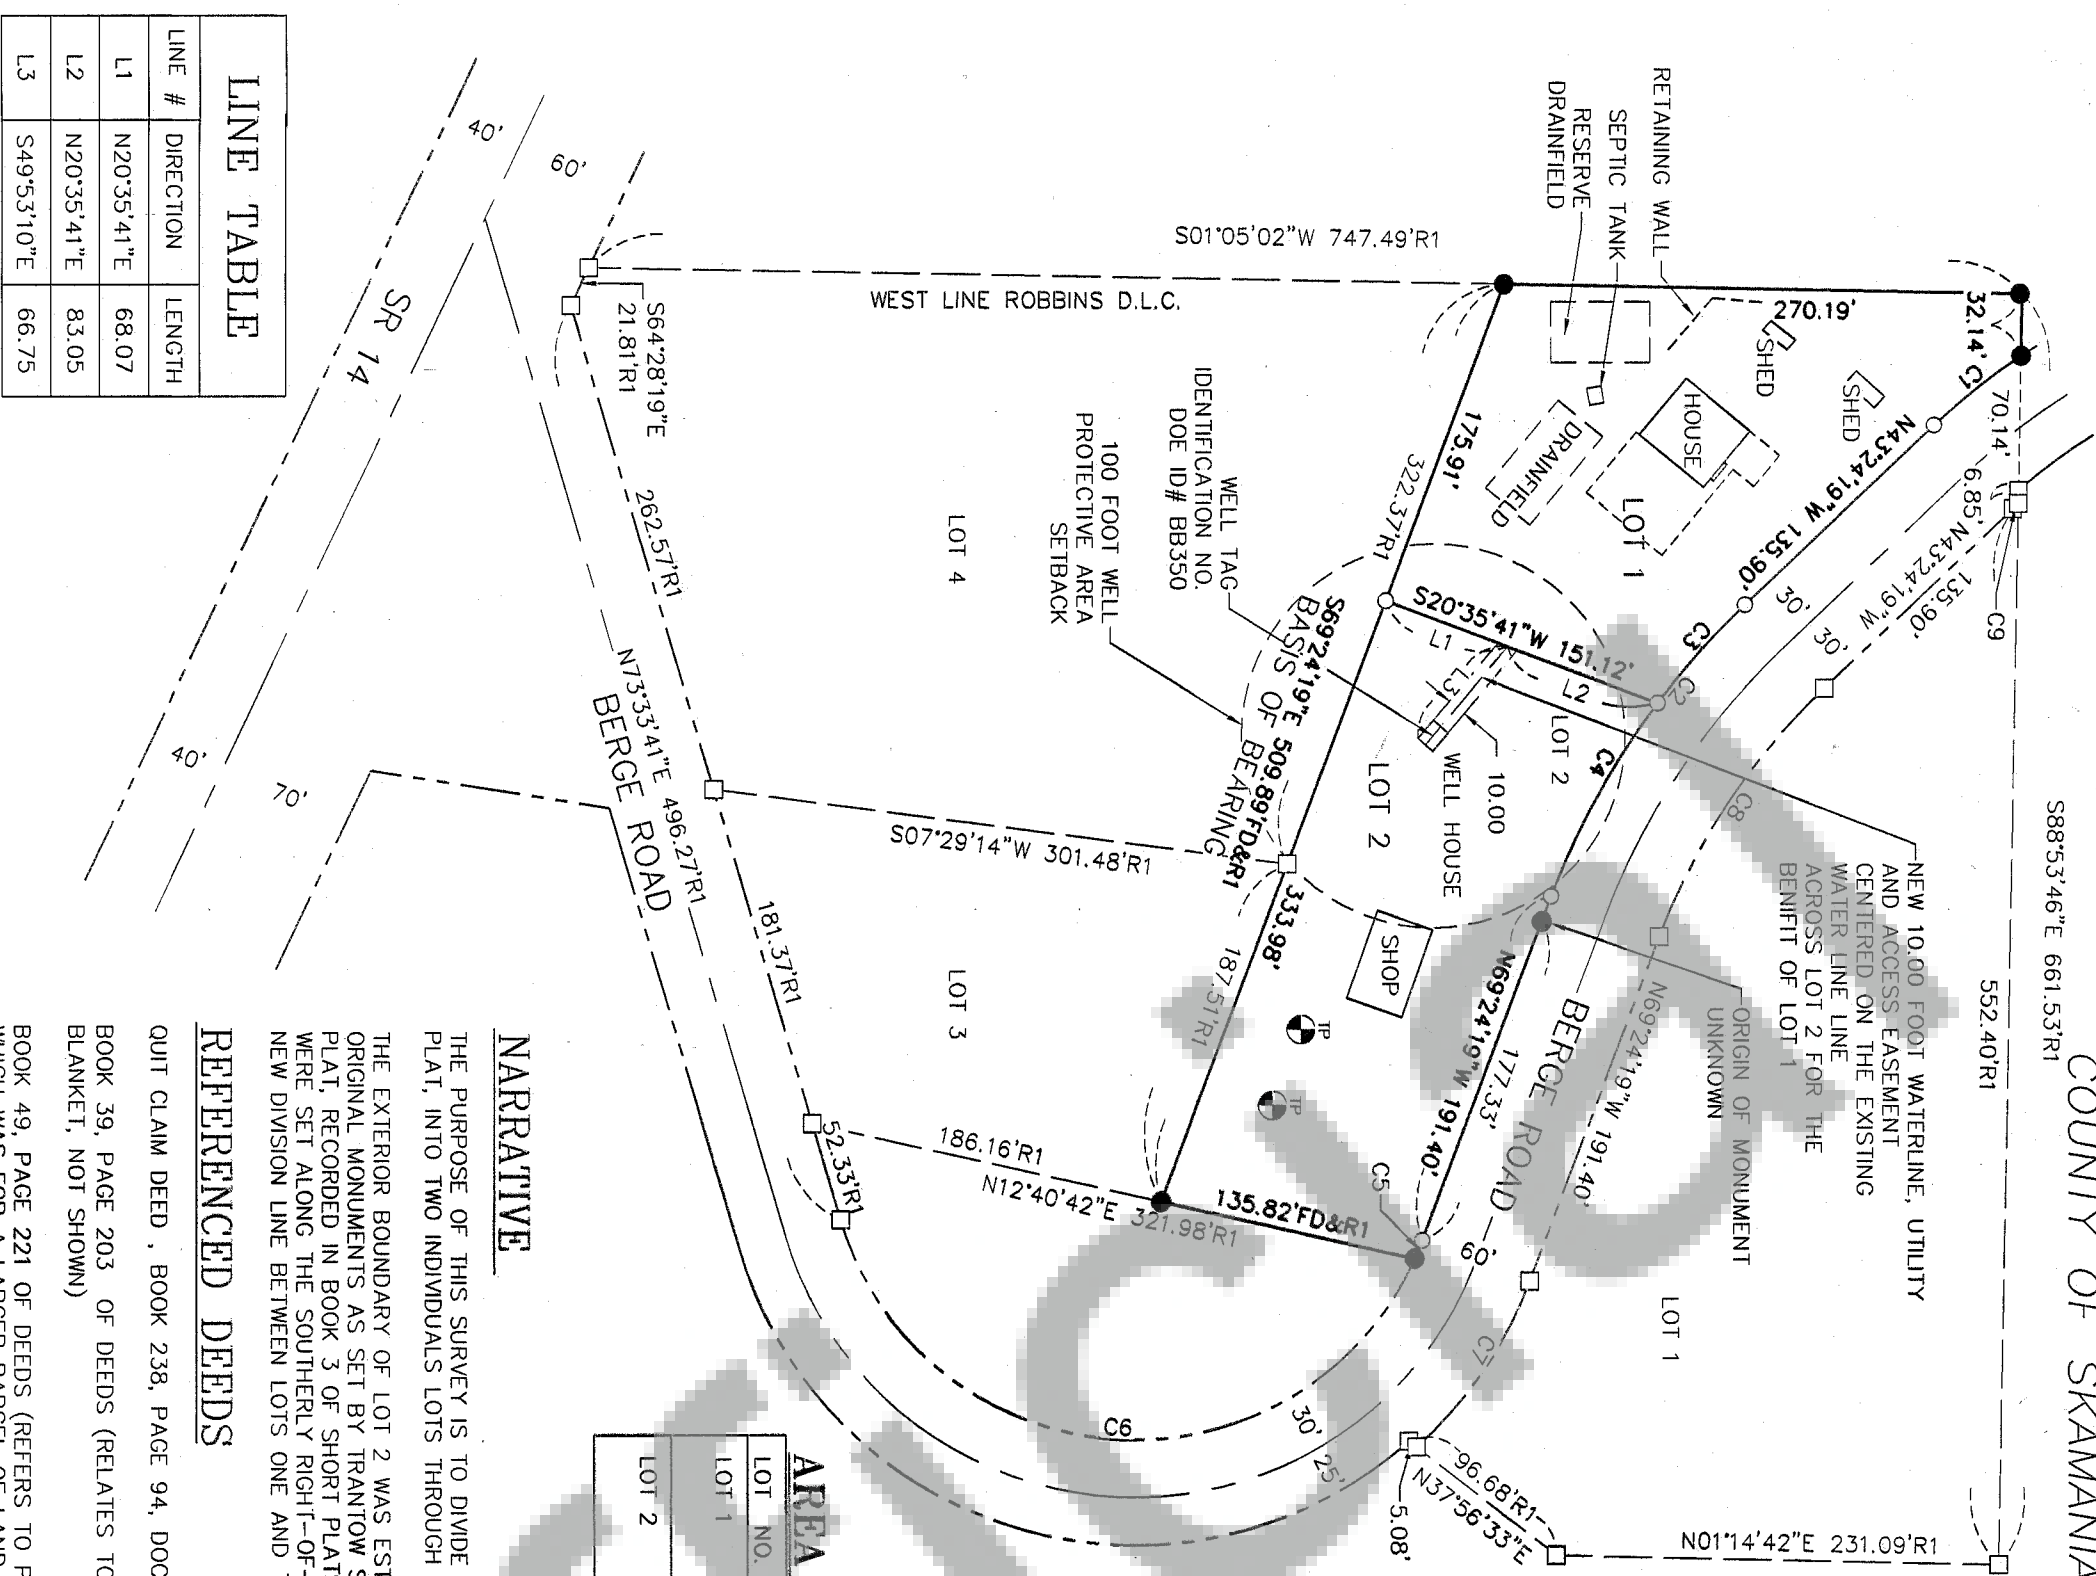 COUNTY OF SKAMANIA
S88°53'46"E 661.53'R1
552.40'R1
NEW 10.00 FOOT WATERLINE, UTILITY
AND ACCESS EASEMENT
CENTERED ON THE EXISTING
WATER LINE LINE
ACROSS LOT 2 FOR THE
BENIFIT OF LOT 1
ORIGIN OF MONUMENT
UNKNOWN
32.14'
C1
70.14'
6.85'
C9
N43°24'19"W
135.90'
N43°24'19"W 135.90'
30'
30'
C3
C2
C8
C4
270.19'
SHED
SHED
HOUSE
LOT 1
DRAINFIELD
RETAINING WALL
SEPTIC TANK
RESERVE
DRAINFIELD
S20°35'41"W 151.12'
L1
L2
L3
LOT 2
10.00
WELL HOUSE
LOT 2
SHOP
TP
TP
N69°24'19"W 191.40'
177.33'
N69°24'19"W 191.40'
BERGE ROAD
C5
60'
C7
LOT 1
175.91'
322.37'R1
S69°24'19"E 509.89'FD&R1
BASIS OF BEARING
333.98'
187.51'R1
135.82'FD&R1
N12°40'42"E 321.98'R1
186.16'R1
WELL TAG
IDENTIFICATION NO.
DOE ID# BB350
100 FOOT WELL
PROTECTIVE AREA
SETBACK
S01°05'02"W 747.49'R1
WEST LINE ROBBINS D.L.C.
LOT 4
LOT 3
S07°29'14"W 301.48'R1
S64°28'19"E
21.81'R1
262.57'R1
N73°33'41"E 496.27'R1
BERGE ROAD
181.37'R1
52.33'R1
C6
30'
25'
5.08'
96.68'R1
N37°56'33"E
N01°14'42"E 231.09'R1
40'
60'
SR 14
40'
70'
LINE TABLE
LINE # DIRECTION LENGTH
L1 N20°35'41"E 68.07
L2 N20°35'41"E 83.05
L3 S49°53'10"E 66.75
NARRATIVE
THE PURPOSE OF THIS SURVEY IS TO DIVIDE
PLAT, INTO TWO INDIVIDUALS LOTS THROUGH
THE EXTERIOR BOUNDARY OF LOT 2 WAS EST
ORIGINAL MONUMENTS AS SET BY TRANTOW S
PLAT, RECORDED IN BOOK 3 OF SHORT PLAT
WERE SET ALONG THE SOUTHERLY RIGHT-OF-
NEW DIVISION LINE BETWEEN LOTS ONE AND
REFERENCED DEEDS
QUIT CLAIM DEED , BOOK 238, PAGE 94, DOC
BOOK 39, PAGE 203 OF DEEDS (RELATES TO
BLANKET, NOT SHOWN)
BOOK 49, PAGE 221 OF DEEDS (REFERS TO
AREA
LOT NO.
LOT 1
LOT 2